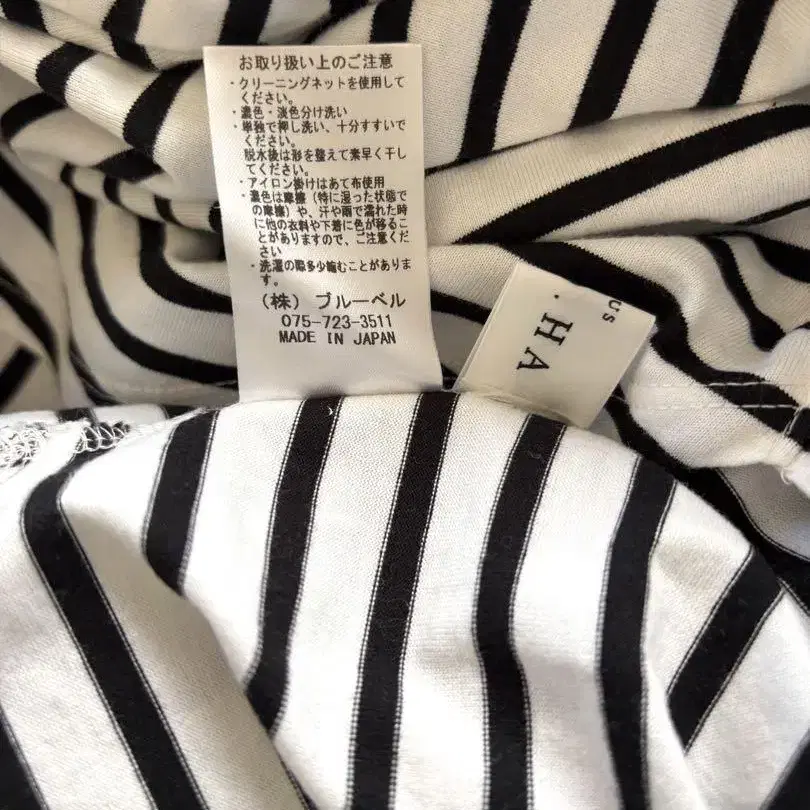 お取り扱い上のご注意
・クリーニングネットを使用して
ください。
・濃色・淡色分け洗い
・単独で押し洗い、十分すすいで
ください。
脱水後は形を整えて素早く干し
てください。
・アイロン掛けはあて布使用
・濃色は摩擦（特に湿った状態で
の摩擦）や、汗や雨で濡れた時
に他の衣料や下着に色が移るこ
とがありますので、ご注意くだ
さい
・洗濯の際多少縮むことがありま
す。
（株）ブルーベル
075-723-3511
MADE IN JAPAN
us
. HA